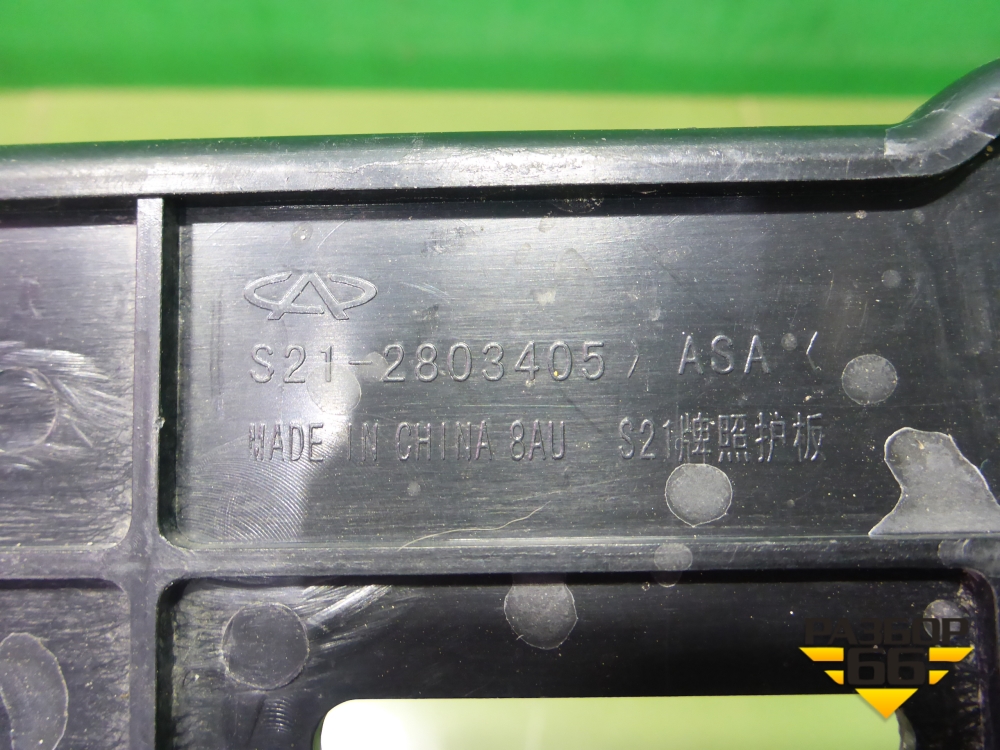 S21-2803405 〉 ASA 〈
MADE IN CHINA 8AU S21牌照护板
РАЗБОР
66